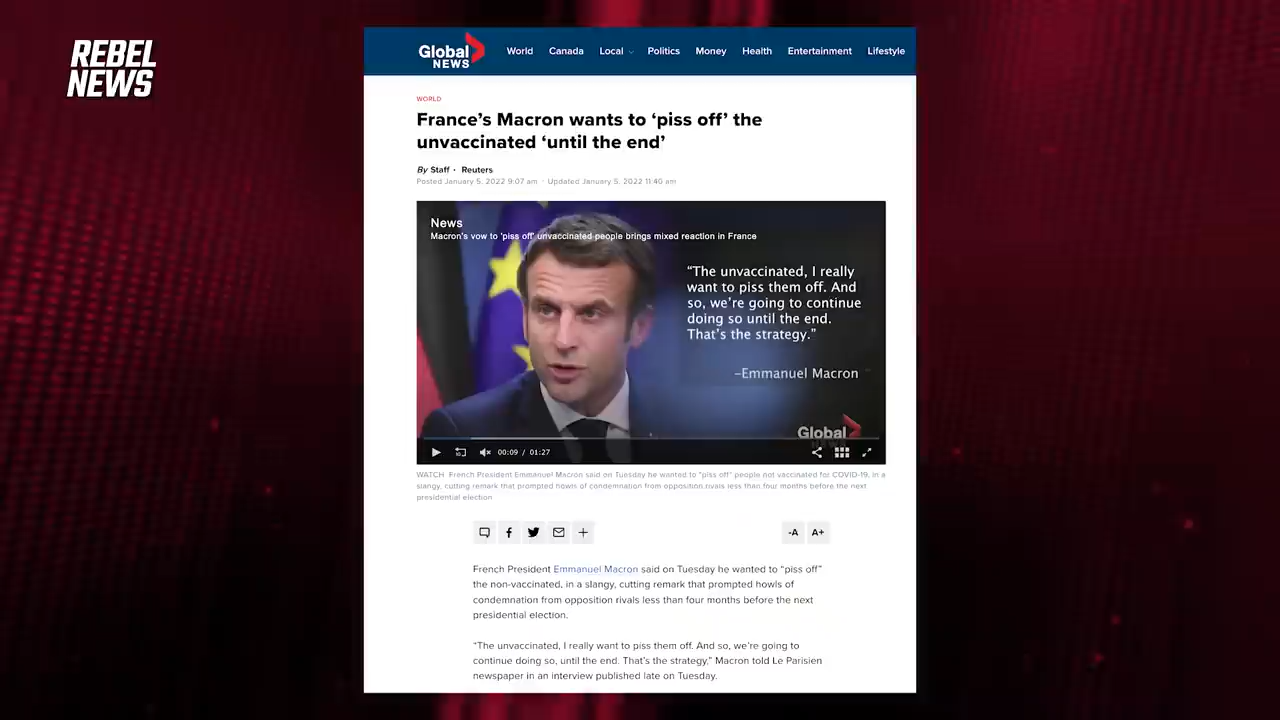 REBEL
NEWS
Global
NEWS
World Canada Local Politics Money Health Entertainment Lifestyle
WORLD
France's Macron wants to ‘piss off’ the
unvaccinated ‘until the end’
By Staff · Reuters
Posted January 5, 2022 9:07 am · Updated January 5, 2022 11:40 am
News
Macron's vow to ‘piss off’ unvaccinated people brings mixed reaction in France
“The unvaccinated, I really
want to piss them off. And
so, we're going to continue
doing so until the end.
That's the strategy.”
–Emmanuel Macron
Global
NEWS
00:09 / 01:27
WATCH French President Emmanuel Macron said on Tuesday he wanted to “piss off” people not vaccinated for COVID-19, in a
slangy, cutting remark that prompted howls of condemnation from opposition rivals less than four months before the next
presidential election
-A A+
French President Emmanuel Macron said on Tuesday he wanted to “piss off”
the non-vaccinated, in a slangy, cutting remark that prompted howls of
condemnation from opposition rivals less than four months before the next
presidential election.
“The unvaccinated, I really want to piss them off. And so, we're going to
continue doing so, until the end. That's the strategy,” Macron told Le Parisien
newspaper in an interview published late on Tuesday.